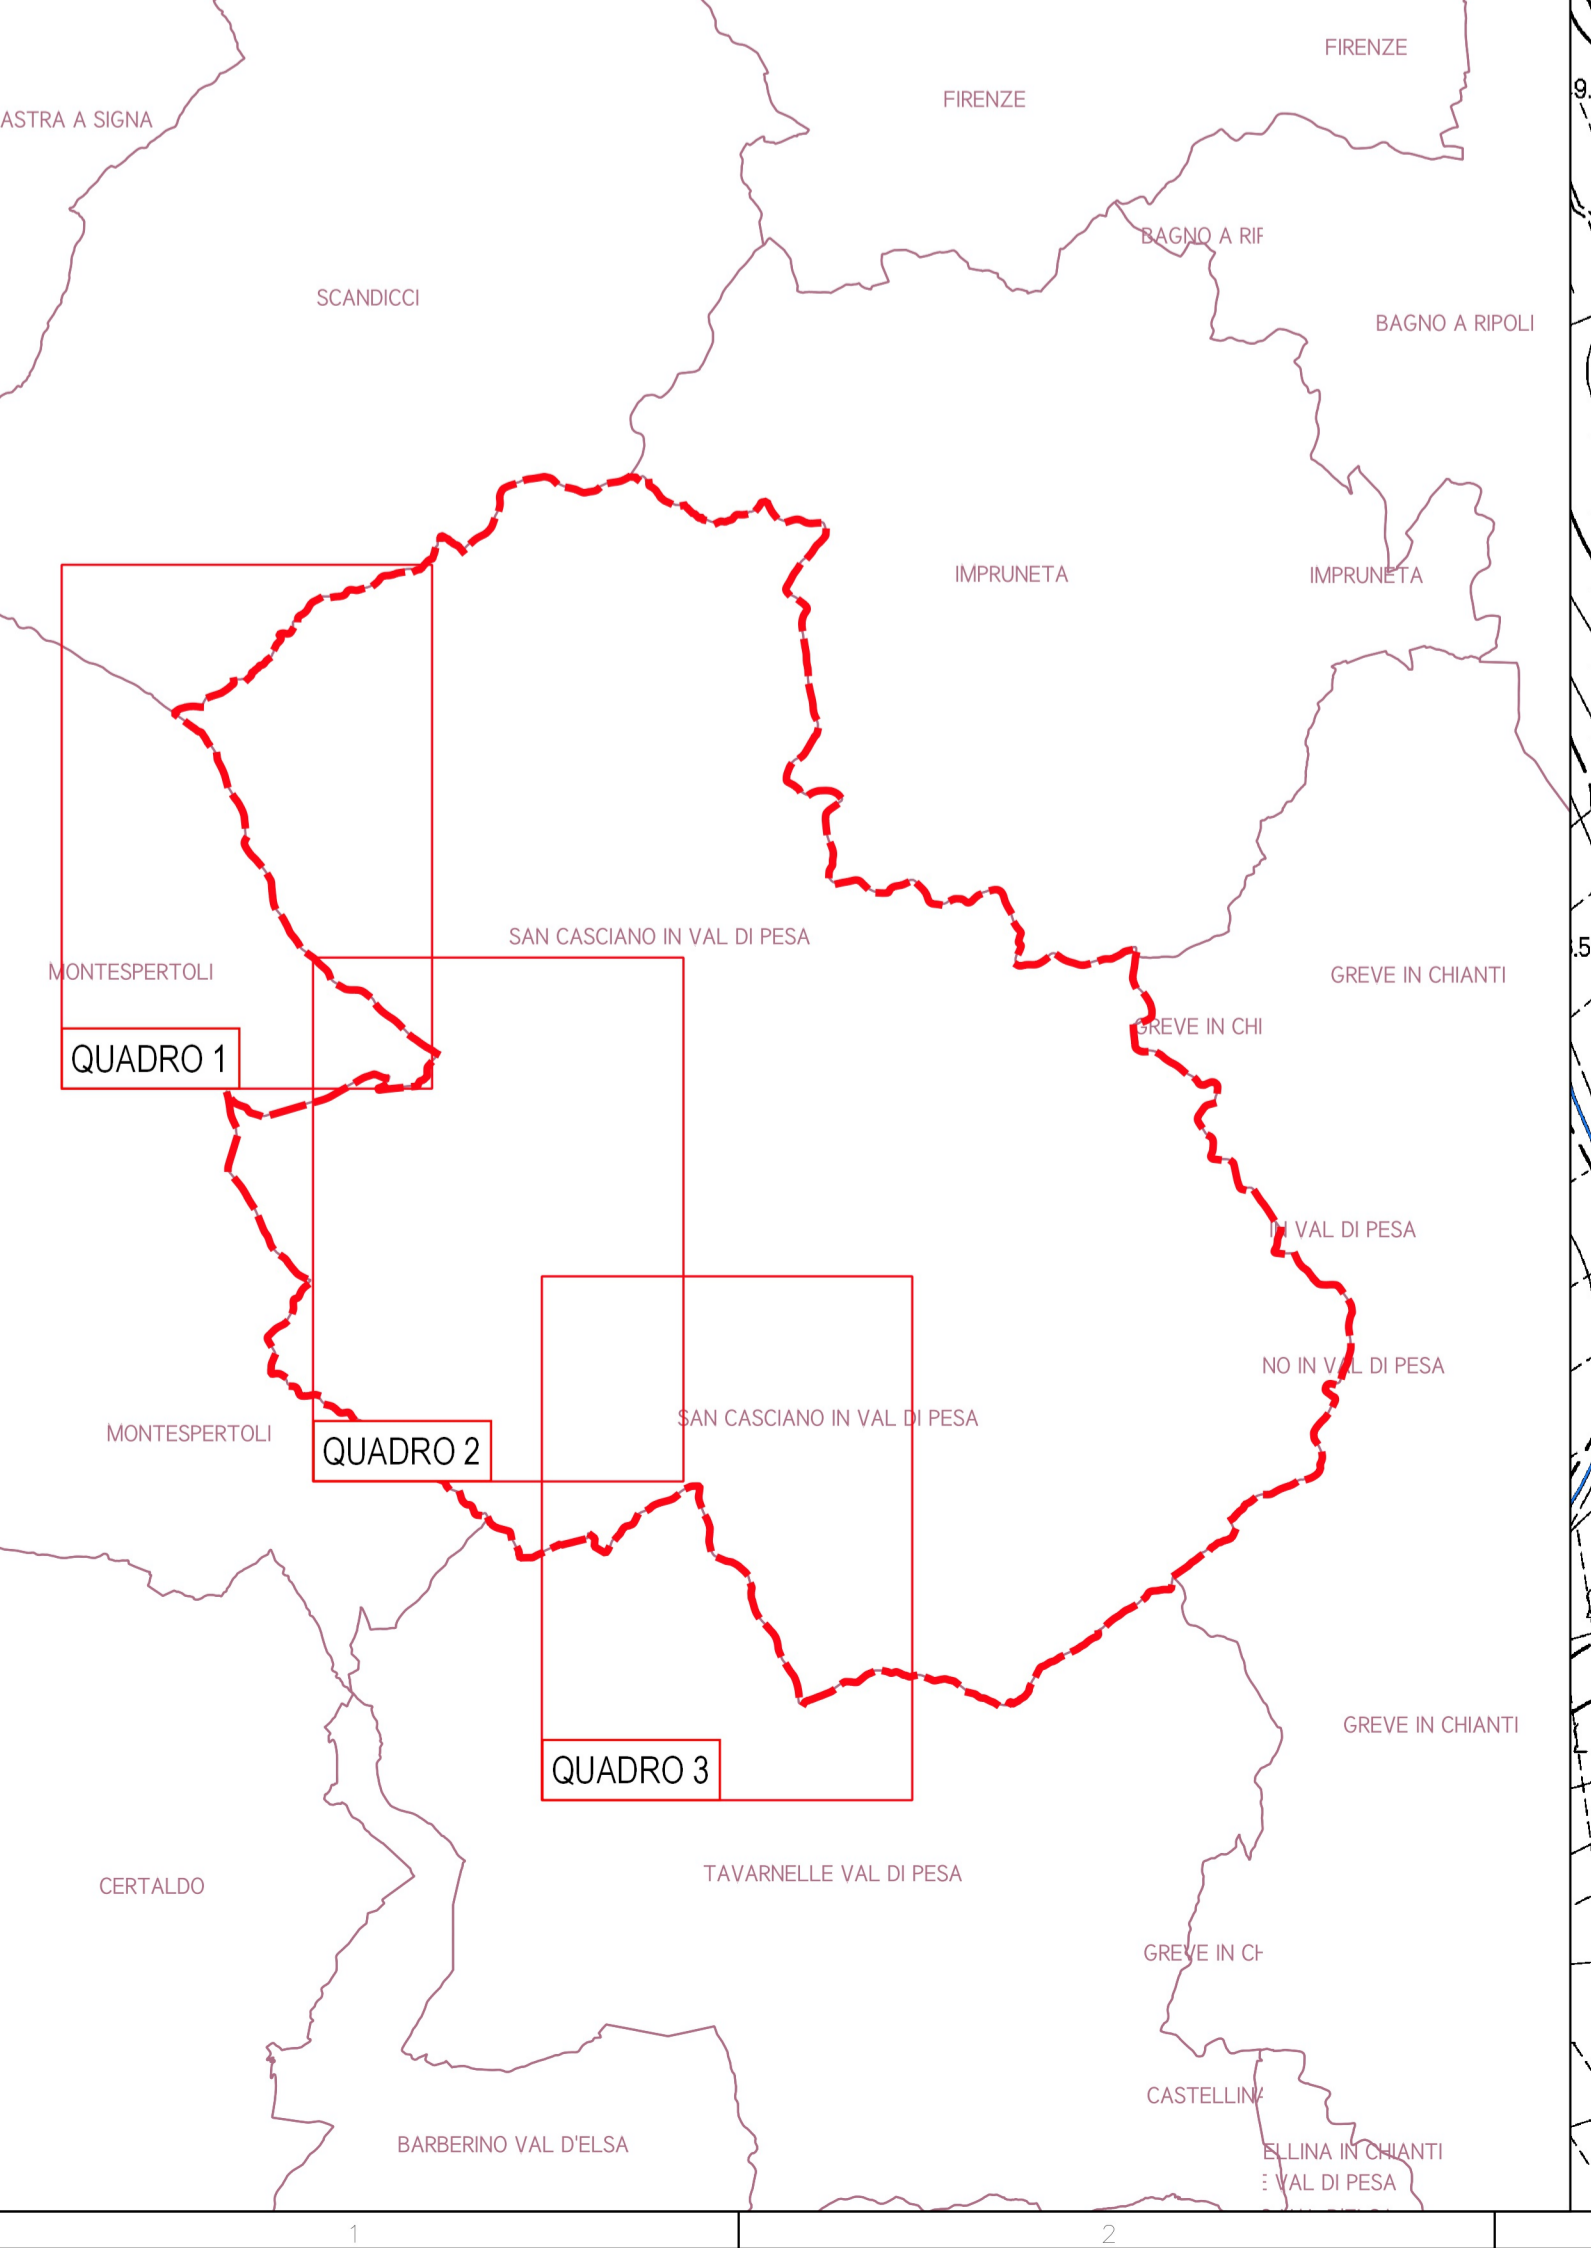 FIRENZE
9.
FIRENZE
ASTRA A SIGNA
BAGNO A RIF
SCANDICCI
BAGNO A RIPOLI
IMPRUNETA
IMPRUNETA
SAN CASCIANO IN VAL DI PESA
.5
MONTESPERTOLI
GREVE IN CHIANTI
GREVE IN CHI
QUADRO 1
IN VAL DI PESA
NO IN VAL DI PESA
SAN CASCIANO IN VAL DI PESA
MONTESPERTOLI
QUADRO 2
GREVE IN CHIANTI
QUADRO 3
TAVARNELLE VAL DI PESA
CERTALDO
GREVE IN CH
CASTELLINA
BARBERINO VAL D'ELSA
ELLINA IN CHIANTI
E VAL DI PESA
1
2